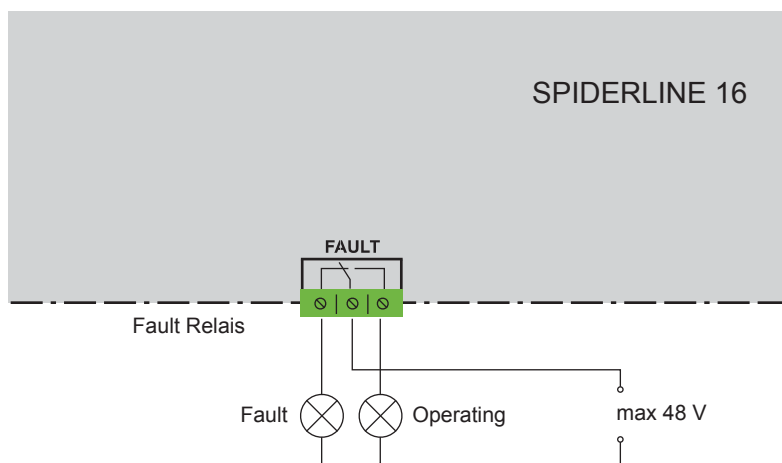 SPIDERLINE 16
FAULT
Fault Relais
Fault
Operating
max 48 V